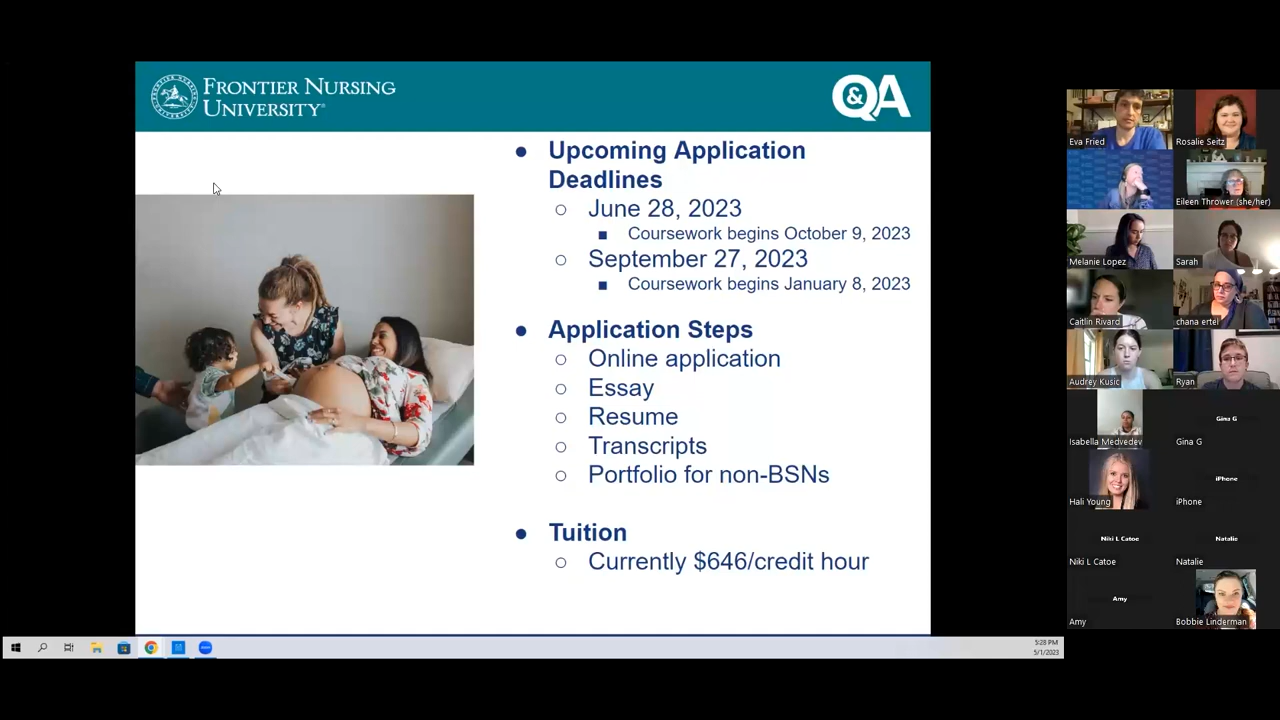 FRONTIER NURSING
UNIVERSITY
Q&A
Upcoming Application
Deadlines
June 28, 2023
Coursework begins October 9, 2023
September 27, 2023
Coursework begins January 8, 2023
Application Steps
Online application
Essay
Resume
Transcripts
Portfolio for non-BSNs
Tuition
Currently $646/credit hour
Eva Fried
Rosalie Seitz
Eileen Thrower (she/her)
Melanie Lopez
Sarah
Caitlin Rivard
chana ertel
Audrey Kusic
Ryan
Isabella Medvedev
Gina G
Gina G
Hali Young
iPhone
iPhone
Niki L Catoe
Niki L Catoe
Natalie
Natalie
Amy
Amy
Bobbie Linderman
5:28 PM
5/1/2023